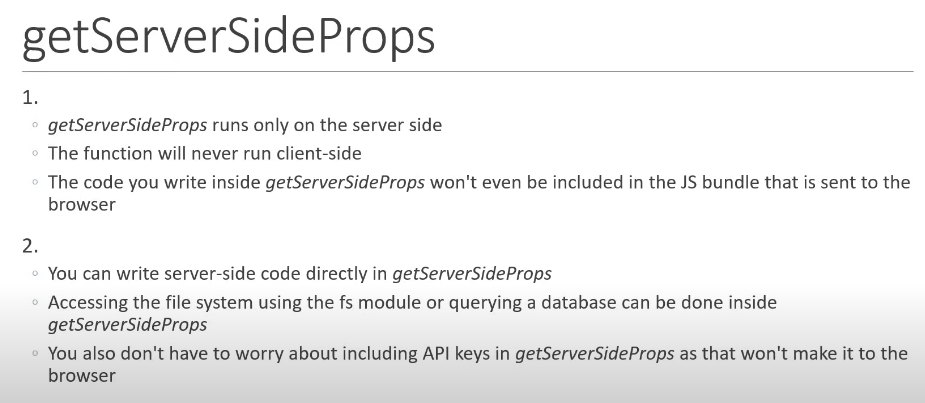 getServerSideProps
1.
◦ getServerSideProps runs only on the server side
◦ The function will never run client-side
◦ The code you write inside getServerSideProps won't even be included in the JS bundle that is sent to the
browser
2.
◦ You can write server-side code directly in getServerSideProps
◦ Accessing the file system using the fs module or querying a database can be done inside
getServerSideProps
◦ You also don't have to worry about including API keys in getServerSideProps as that won't make it to the
browser